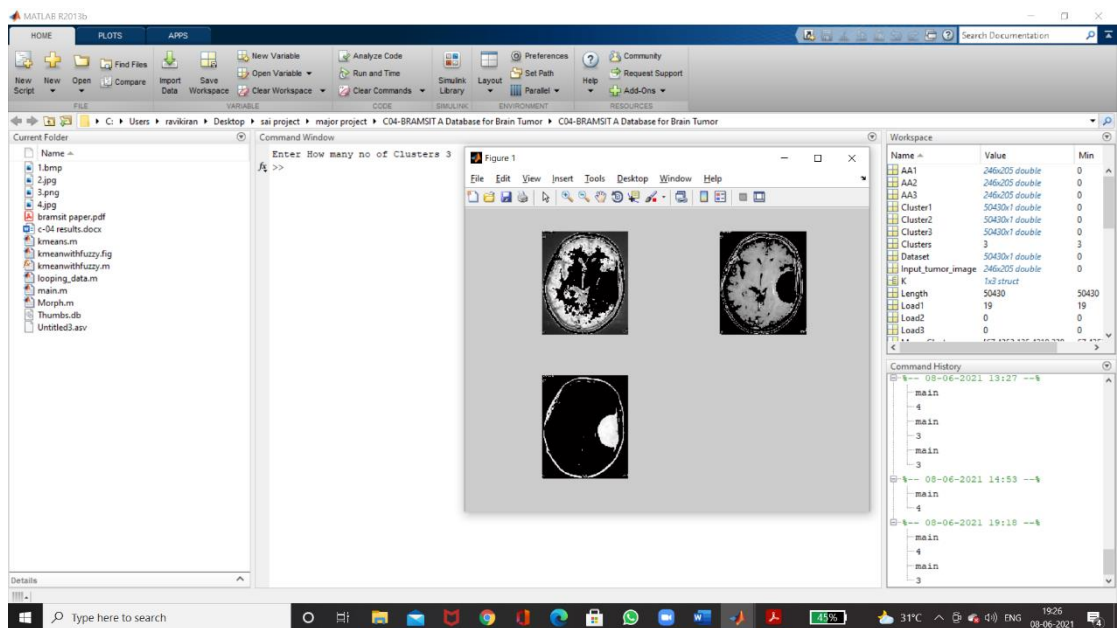 MATLAB R2013b
HOME PLOTS APPS
Search Documentation
New Script
New
Open
Find Files
Compare
Import Data
Save Workspace
New Variable
Open Variable
Clear Workspace
Analyze Code
Run and Time
Clear Commands
Simulink Library
Layout
Preferences
Set Path
Parallel
Help
Community
Request Support
Add-Ons
FILE VARIABLE CODE SIMULINK ENVIRONMENT RESOURCES
C: Users ravikiran Desktop sai project major project C04-BRAMSIT A Database for Brain Tumor C04-BRAMSIT A Database for Brain Tumor
Current Folder
Name
1.bmp
2.jpg
3.png
4.jpg
bramsit paper.pdf
c-04 results.docx
kmeans.m
kmeanwithfuzzy.fig
kmeanwithfuzzy.m
looping_data.m
main.m
Morph.m
Thumbs.db
Untitled3.asv
Details
Command Window
Enter How many no of Clusters 3
fx >>
Figure 1
File Edit View Insert Tools Desktop Window Help
Workspace
Name Value Min
AA1 246x205 double 0
AA2 246x205 double 0
AA3 246x205 double 0
Cluster1 50430x1 double 0
Cluster2 50430x1 double 0
Cluster3 50430x1 double 0
Clusters 3 3
Dataset 50430x1 double 0
Input_tumor_image 246x205 double 0
K 1x3 struct
Length 50430 50430
Load1 19 19
Load2 0 0
Load3 0 0
Command History
%-- 08-06-2021 13:27 --%
main
4
main
3
main
3
%-- 08-06-2021 14:53 --%
main
4
%-- 08-06-2021 19:18 --%
main
4
main
3
Type here to search
45%
31°C
ENG
19:26
08-06-2021